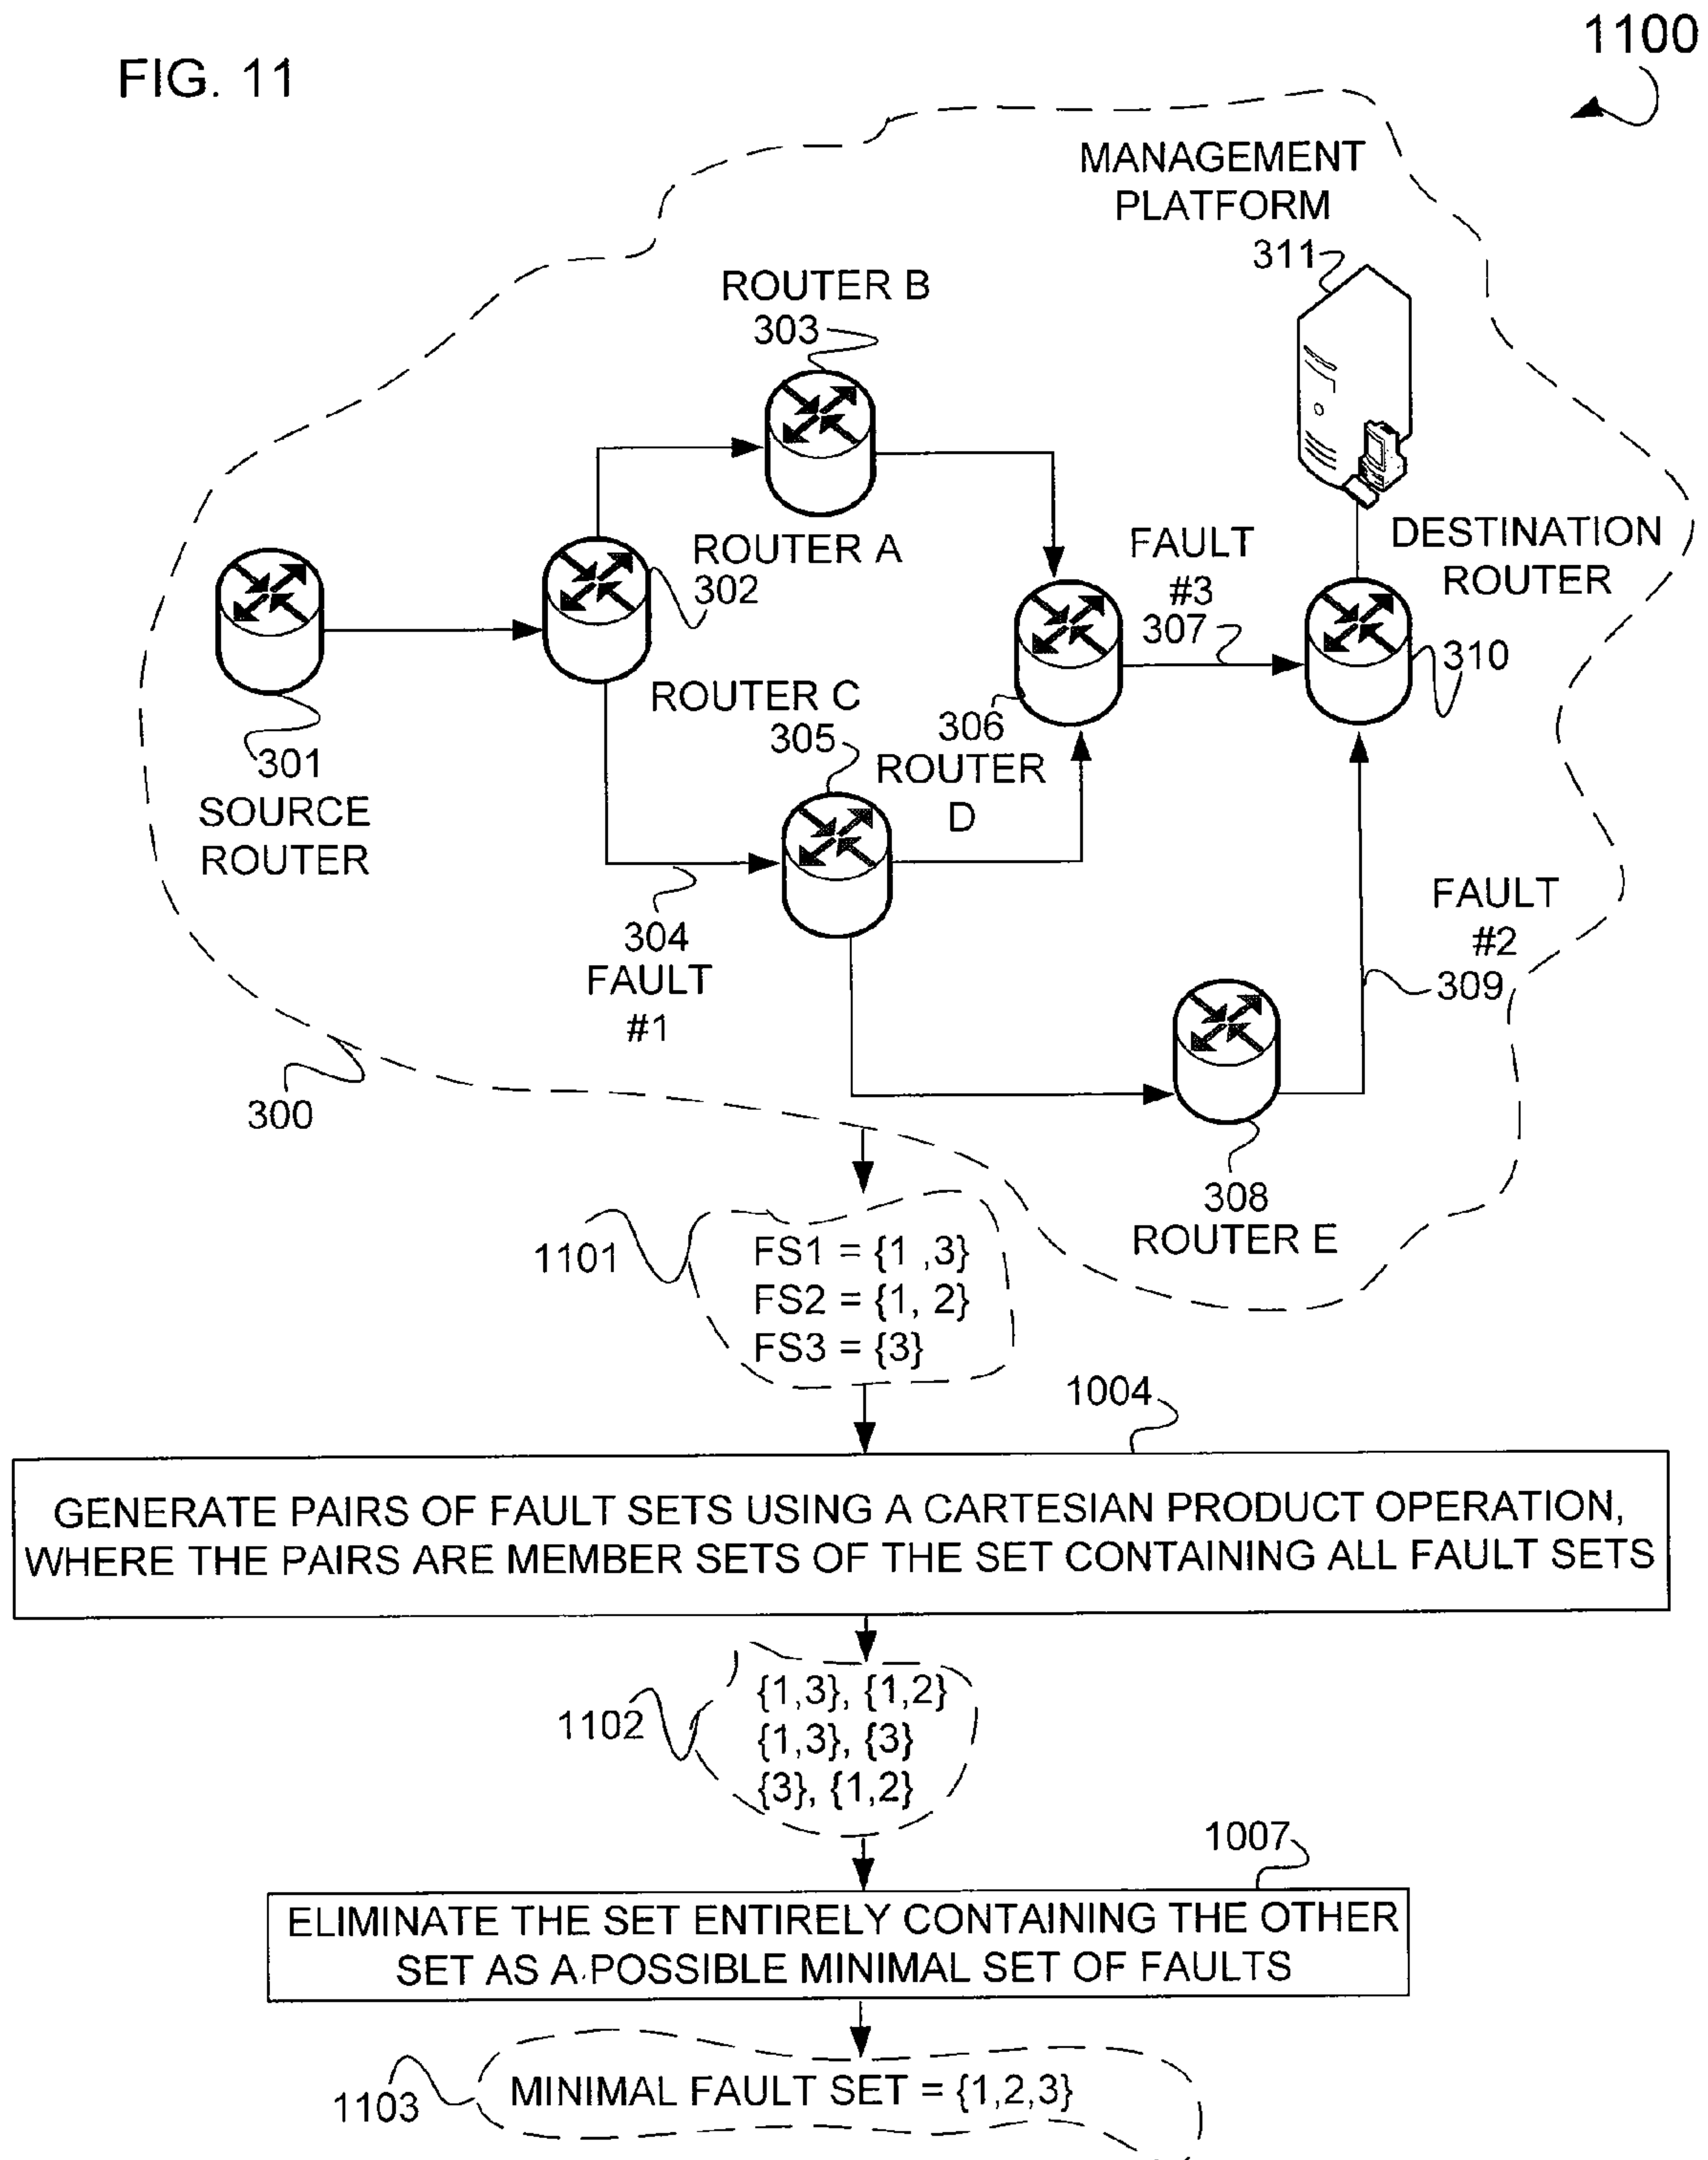 FIG. 11
1100
MANAGEMENT
PLATFORM
311
ROUTER B
303
ROUTER A
302
FAULT
#3
307
DESTINATION
ROUTER
310
301
SOURCE
ROUTER
ROUTER C
305
306
ROUTER
D
304
FAULT
#1
FAULT
#2
309
300
308
ROUTER E
1101
FS1 = {1 ,3}
FS2 = {1, 2}
FS3 = {3}
1004
GENERATE PAIRS OF FAULT SETS USING A CARTESIAN PRODUCT OPERATION,
WHERE THE PAIRS ARE MEMBER SETS OF THE SET CONTAINING ALL FAULT SETS
1102
{1,3}, {1,2}
{1,3}, {3}
{3}, {1,2}
1007
ELIMINATE THE SET ENTIRELY CONTAINING THE OTHER
SET AS A POSSIBLE MINIMAL SET OF FAULTS
1103
MINIMAL FAULT SET = {1,2,3}